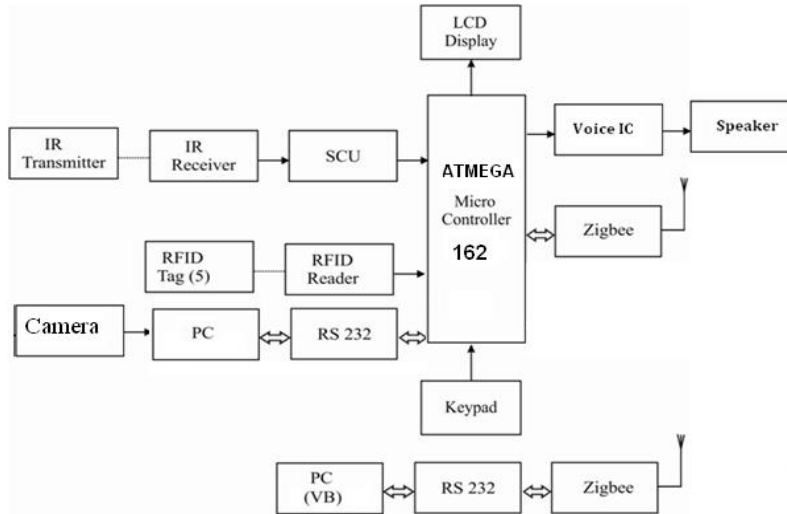 LCD
Display
IR
Transmitter
IR
Receiver
SCU
ATMEGA
Micro
Controller
162
Voice IC
Speaker
Zigbee
RFID
Tag (5)
RFID
Reader
Camera
PC
RS 232
Keypad
PC
(VB)
RS 232
Zigbee